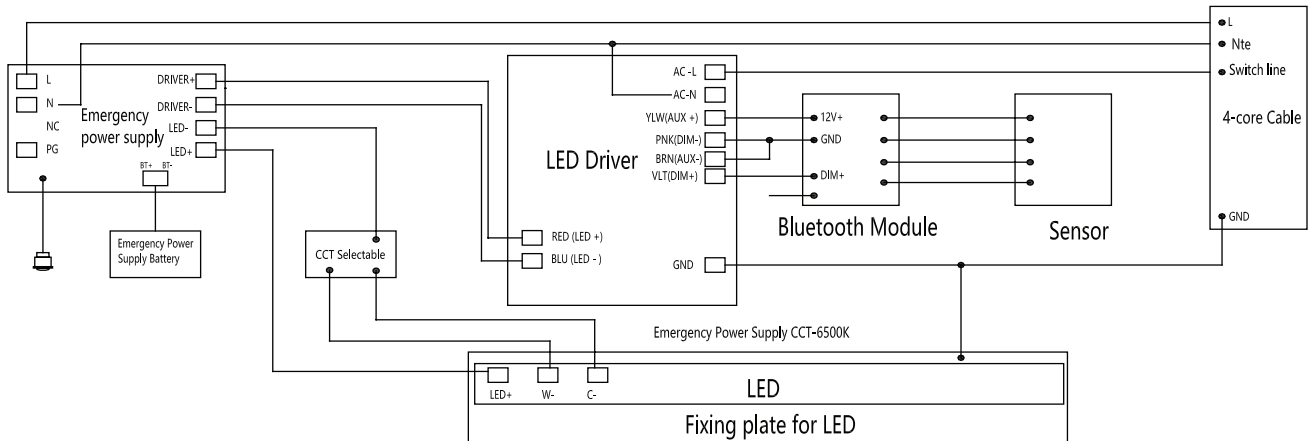 L
Nte
Switch line
4-core Cable
GND
L
N
NC
PG
Emergency
power supply
DRIVER+
DRIVER-
LED-
LED+
BT+ BT-
Emergency Power
Supply Battery
CCT Selectable
LED Driver
AC -L
AC-N
YLW(AUX +)
PNK(DIM-)
BRN(AUX-)
VLT(DIM+)
RED (LED +)
BLU (LED - )
GND
12V+
GND
DIM+
Bluetooth Module
Sensor
Emergency Power Supply CCT-6500K
LED+ W- C-
LED
Fixing plate for LED